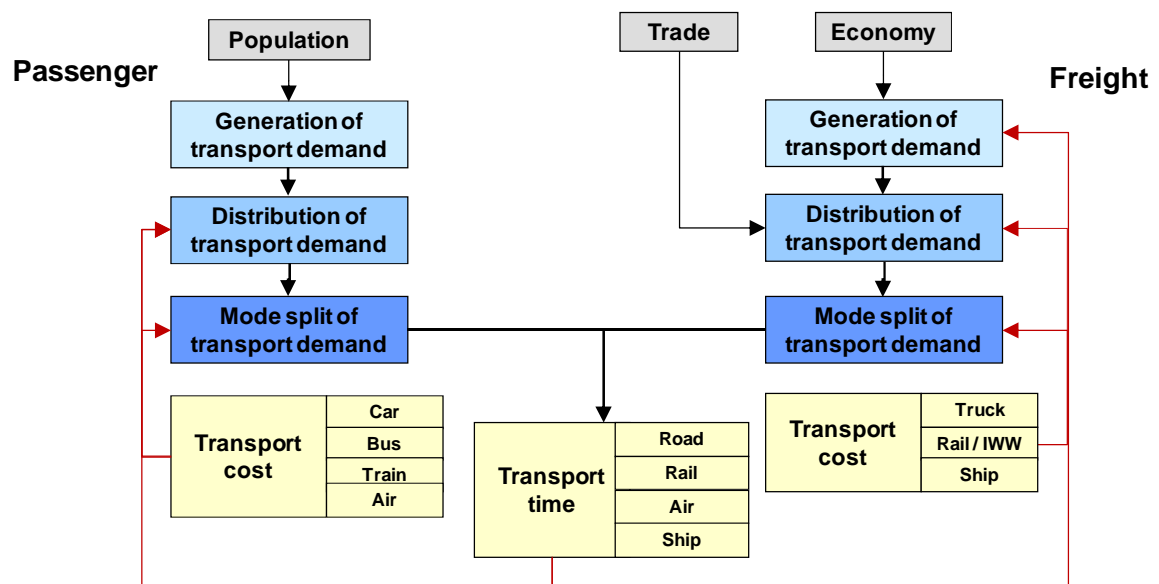 Population
Trade
Economy
Passenger
Freight
Generation of
transport demand
Generation of
transport demand
Distribution of
transport demand
Distribution of
transport demand
Mode split of
transport demand
Mode split of
transport demand
Transport
cost
Car
Bus
Train
Air
Transport
time
Road
Rail
Air
Ship
Transport
cost
Truck
Rail / IWW
Ship